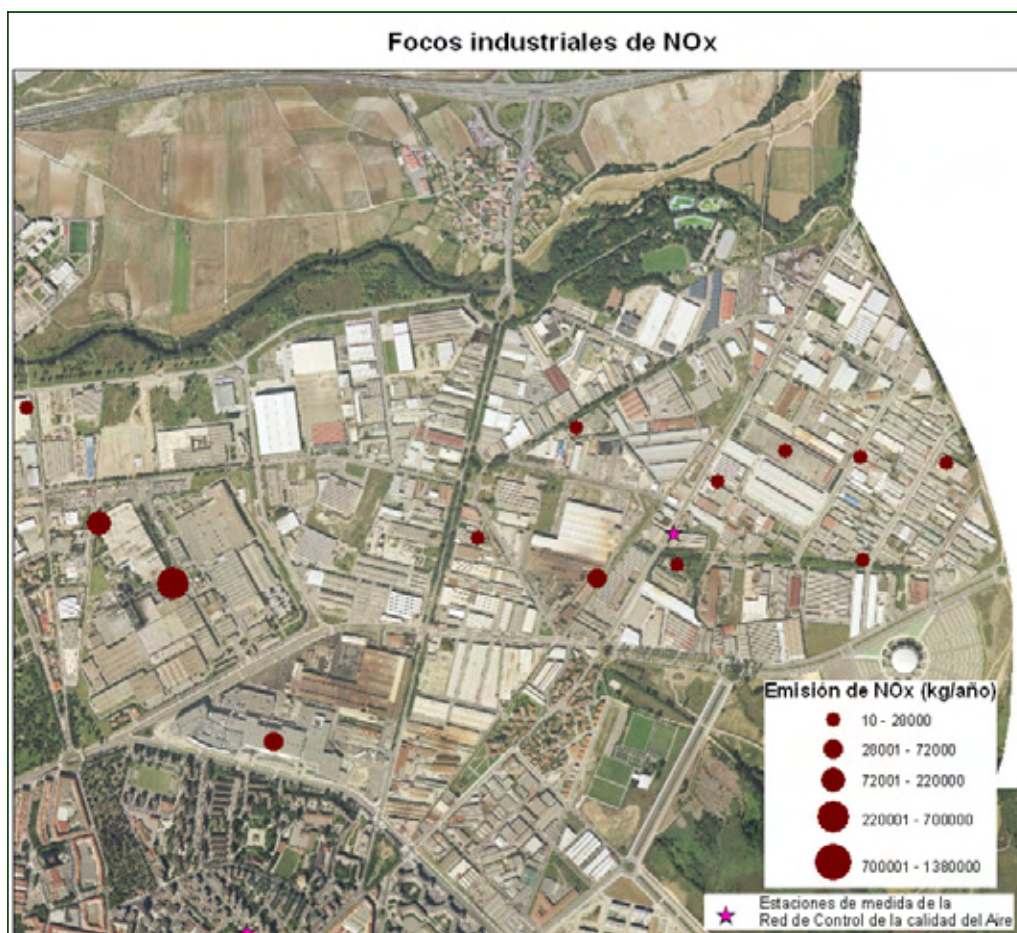 Focos industriales de NOx
Emisión de NOx (kg/año)
10 - 28000
28001 - 72000
72001 - 220000
220001 - 700000
700001 - 1380000
Estaciones de medida de la
Red de Control de la calidad del Aire